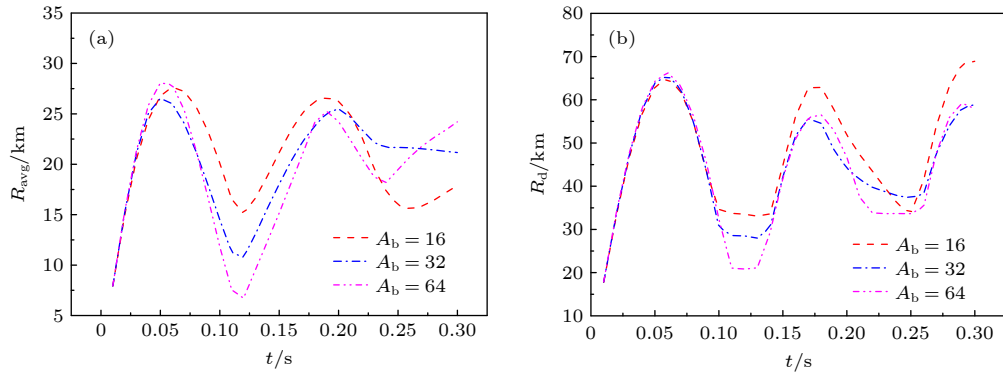 (a)
35
30
25
20
15
10
5
R_avg/km
0
0.05
0.10
0.15
0.20
0.25
0.30
t/s
A_b = 16
A_b = 32
A_b = 64
(b)
80
70
60
50
40
30
20
10
R_d/km
0
0.05
0.10
0.15
0.20
0.25
0.30
t/s
A_b = 16
A_b = 32
A_b = 64